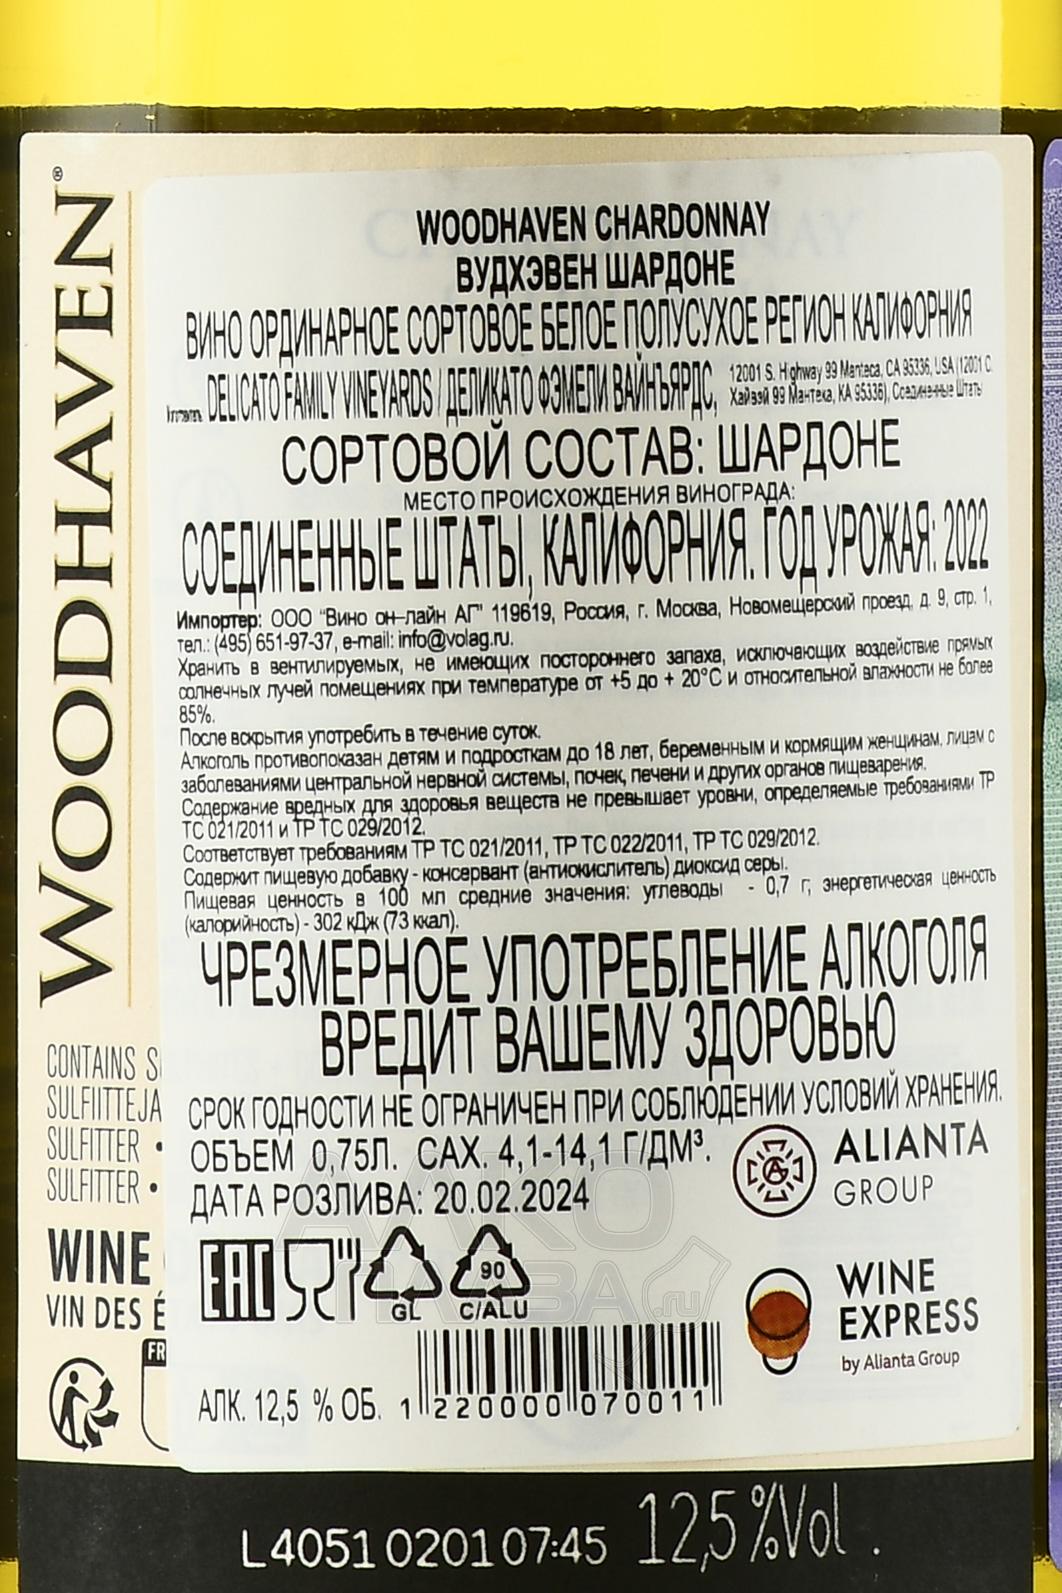 WOODHAVEN®
WOODHAVEN CHARDONNAY
ВУДХЭВЕН ШАРДОНЕ
ВИНО ОРДИНАРНОЕ СОРТОВОЕ БЕЛОЕ ПОЛУСУХОЕ РЕГИОН КАЛИФОРНИЯ
DELICATO FAMILY VINEYARDS / ДЕЛИКАТО ФЭМЕЛИ ВАЙНЪЯРДС, 12001 S. Highway 99 Manteca, CA 95336, USA (12001 С.
Хайвэй 99 Мантека, КА 95336), Соединенные Штаты
СОРТОВОЙ СОСТАВ: ШАРДОНЕ
МЕСТО ПРОИСХОЖДЕНИЯ ВИНОГРАДА:
СОЕДИНЕННЫЕ ШТАТЫ, КАЛИФОРНИЯ. ГОД УРОЖАЯ: 2022
Импортер: ООО "Вино он-лайн АГ" 119619, Россия, г. Москва, Новомещерский проезд, д. 9, стр. 1,
тел.: (495) 651-97-37, e-mail: info@volag.ru.
Хранить в вентилируемых, не имеющих постороннего запаха, исключающих воздействие прямых
солнечных лучей помещениях при температуре от +5 до + 20°С и относительной влажности не более
85%.
После вскрытия употребить в течение суток.
Алкоголь противопоказан детям и подросткам до 18 лет, беременным и кормящим женщинам, лицам с
заболеваниями центральной нервной системы, почек, печени и других органов пищеварения.
Содержание вредных для здоровья веществ не превышает уровни, определяемые требованиями ТР
ТС 021/2011 и ТР ТС 029/2012.
Соответствует требованиям ТР ТС 021/2011, ТР ТС 022/2011, ТР ТС 029/2012.
Содержит пищевую добавку - консервант (антиокислитель) диоксид серы.
Пищевая ценность в 100 мл средние значения: углеводы - 0,7 г; энергетическая ценность
(калорийность) - 302 кДж (73 ккал).
ЧРЕЗМЕРНОЕ УПОТРЕБЛЕНИЕ АЛКОГОЛЯ
ВРЕДИТ ВАШЕМУ ЗДОРОВЬЮ
СРОК ГОДНОСТИ НЕ ОГРАНИЧЕН ПРИ СОБЛЮДЕНИИ УСЛОВИЙ ХРАНЕНИЯ.
ОБЪЕМ 0,75Л. САХ. 4,1-14,1 Г/ДМ³.
ДАТА РОЗЛИВА: 20.02.2024
ALIANTA
GROUP
EAC
GL
90
C/ALU
WINE
EXPRESS
by Alianta Group
АЛК. 12,5 % ОБ.
1 220000 070011
CONTAINS S
SULFIITTEJA
SULFITTER •
SULFITTER •
WINE
VIN DES É
FR
АЛКО
ЛАВКА
.ru
L4051 0201 07:45
12,5%Vol.